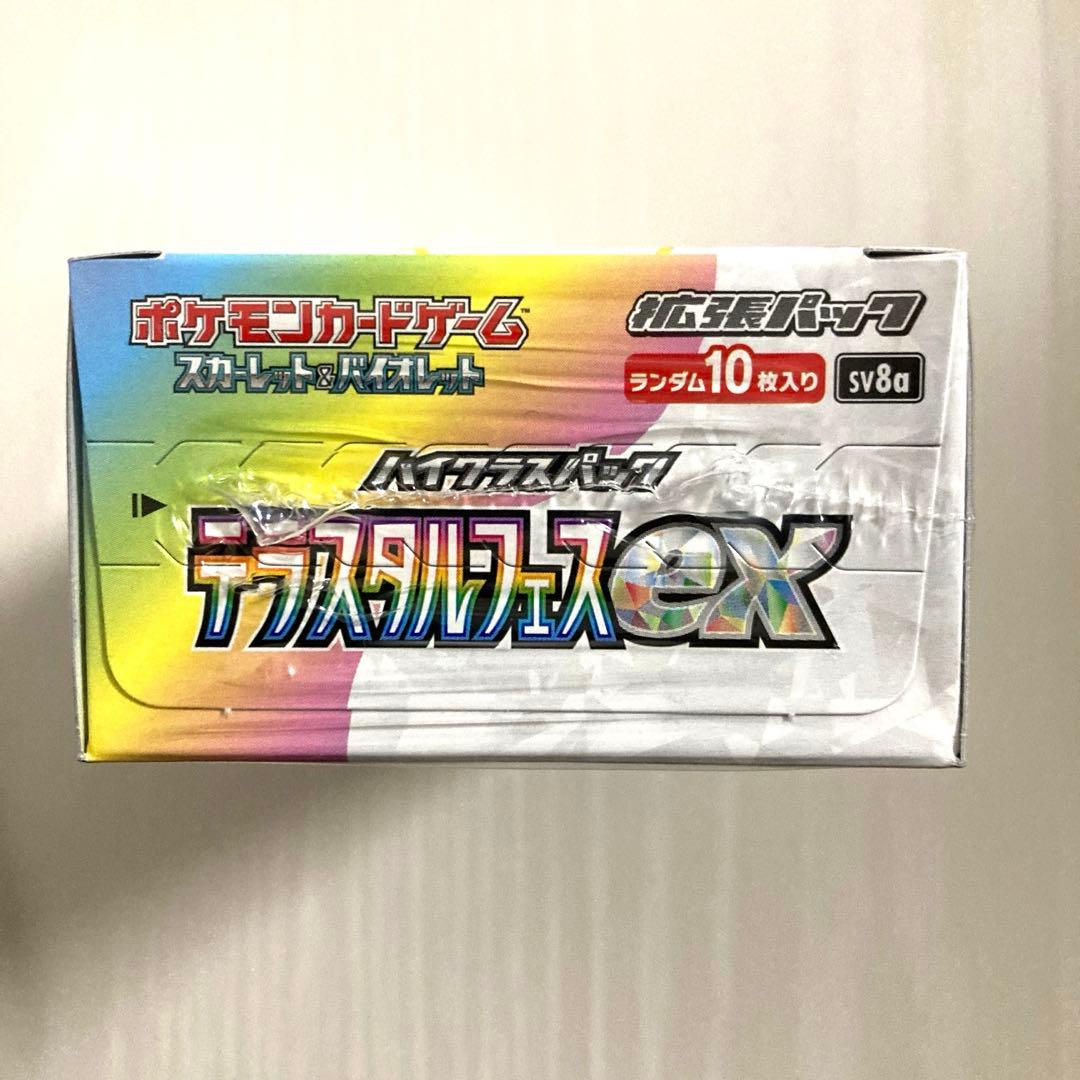 ポケモンカードゲーム™
スカーレット&バイオレット
拡張パック
ランダム10枚入り
SV8a
ハイクラスパック
テラスタルフェスex